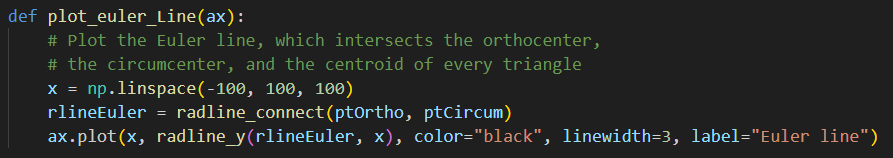 def plot_euler_Line(ax):
    # Plot the Euler line, which intersects the orthocenter,
    # the circumcenter, and the centroid of every triangle
    x = np.linspace(-100, 100, 100)
    rlineEuler = radline_connect(ptOrtho, ptCircum)
    ax.plot(x, radline_y(rlineEuler, x), color="black", linewidth=3, label="Euler line")